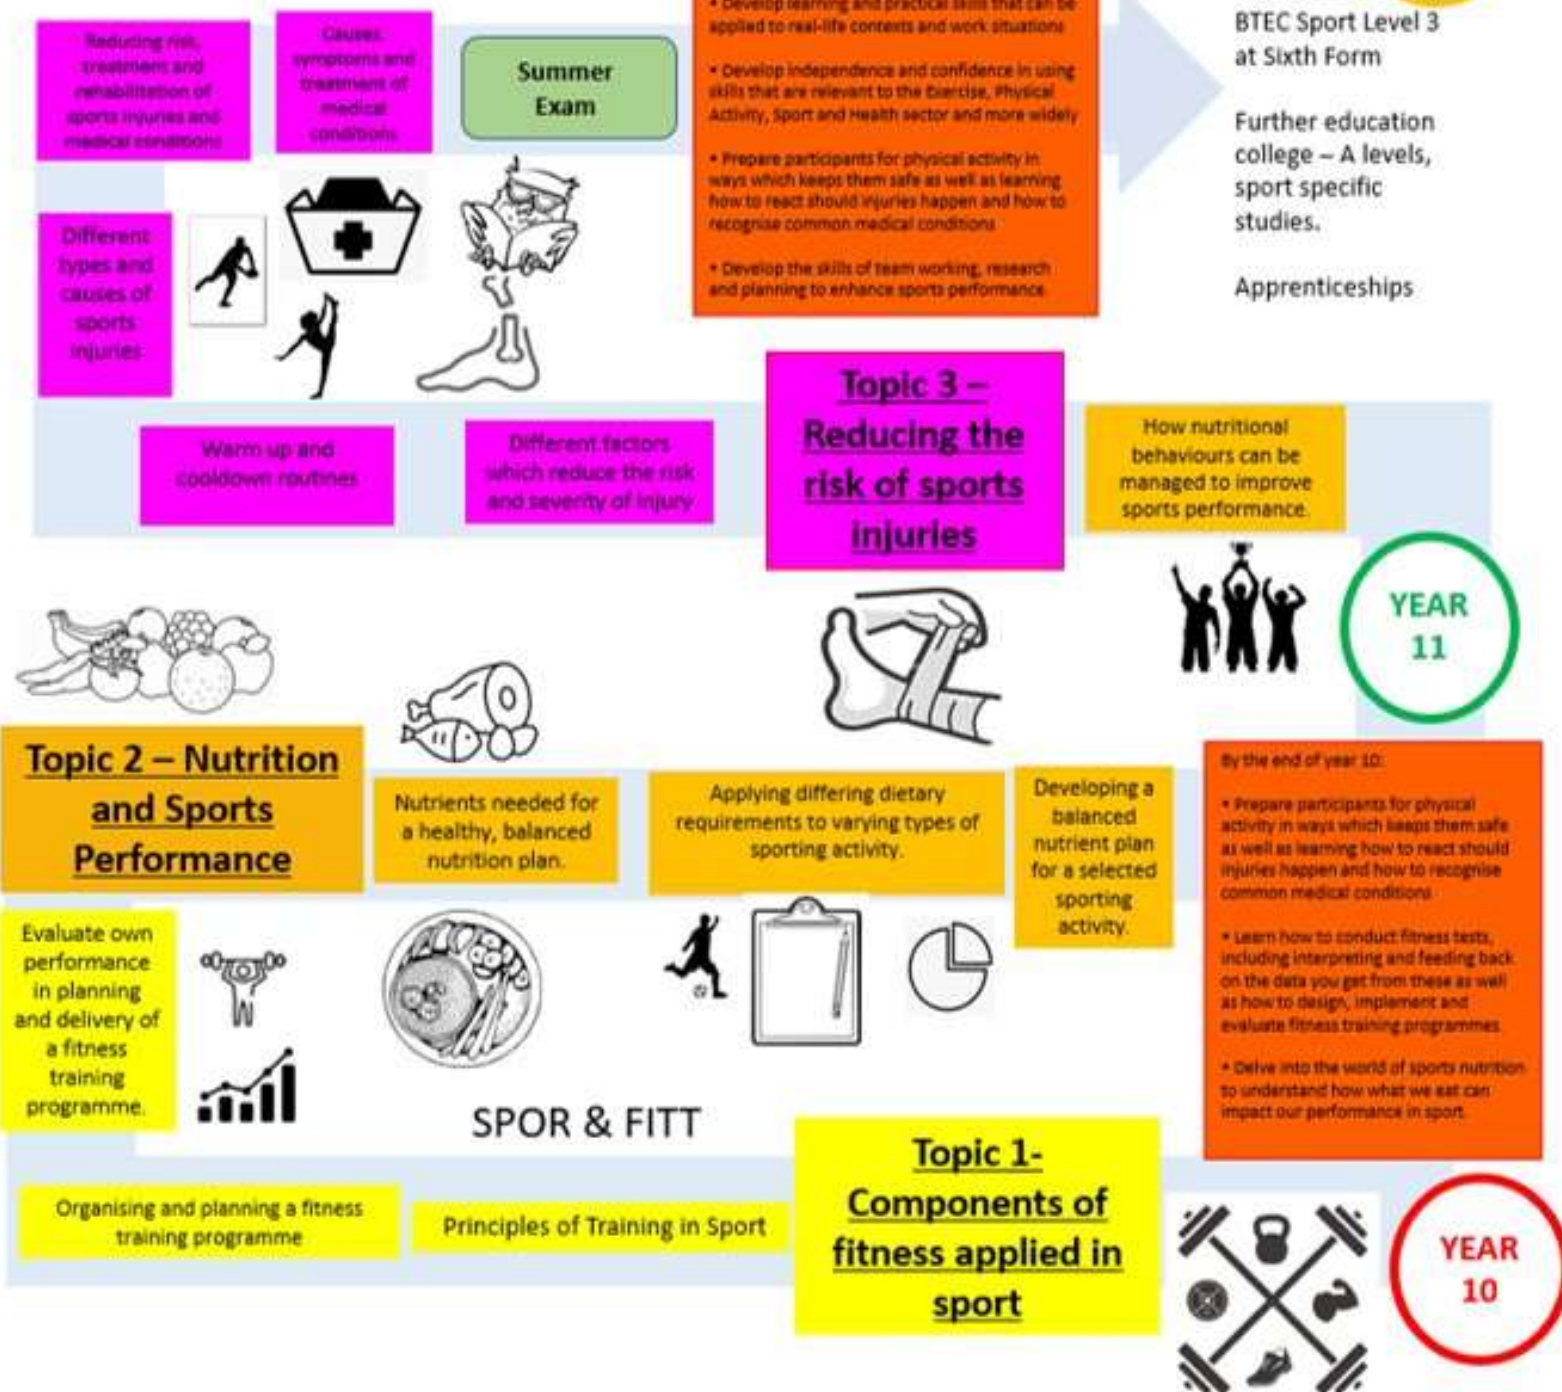 • Develop learning and practical skills that can be
applied to real-life contexts and work situations
• Develop independence and confidence in using
skills that are relevant to the Exercise, Physical
Activity, Sport and Health sector and more widely
• Prepare participants for physical activity in
ways which keeps them safe as well as learning
how to react should injuries happen and how to
recognise common medical conditions
• Develop the skills of team working, research
and planning to enhance sports performance
BTEC Sport Level 3
at Sixth Form
Further education
college – A levels,
sport specific
studies.
Apprenticeships
Summer
Exam
Causes,
symptoms and
treatment of
medical
conditions
Reducing risk,
treatment and
rehabilitation of
sports injuries and
medical conditions
Different
types and
causes of
sports
injuries
Warm up and
cooldown routines
Different factors
which reduce the risk
and severity of injury
Topic 3 –
Reducing the
risk of sports
injuries
How nutritional
behaviours can be
managed to improve
sports performance.
YEAR
11
Topic 2 – Nutrition
and Sports
Performance
Nutrients needed for
a healthy, balanced
nutrition plan.
Applying differing dietary
requirements to varying types of
sporting activity.
Developing a
balanced
nutrient plan
for a selected
sporting
activity.
By the end of year 10:
• Prepare participants for physical
activity in ways which keeps them safe
as well as learning how to react should
injuries happen and how to recognise
common medical conditions
• Learn how to conduct fitness tests,
including interpreting and feeding back
on the data you get from these as well
as how to design, implement and
evaluate fitness training programmes
• Delve into the world of sports nutrition
to understand how what we eat can
impact our performance in sport.
Evaluate own
performance
in planning
and delivery of
a fitness
training
programme.
SPOR & FITT
Organising and planning a fitness
training programme
Principles of Training in Sport
Topic 1-
Components of
fitness applied in
sport
YEAR
10